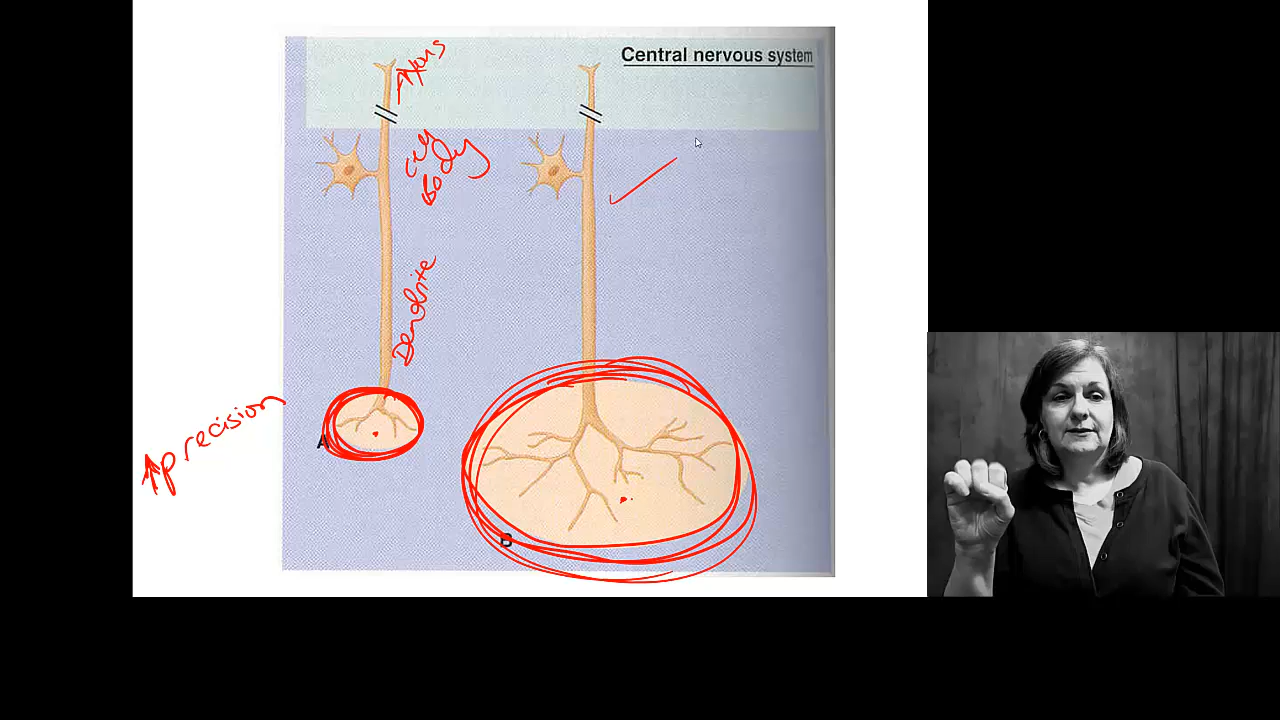 Central nervous system
Axons
Cell
Body
Dendrite
↑precision
A
B